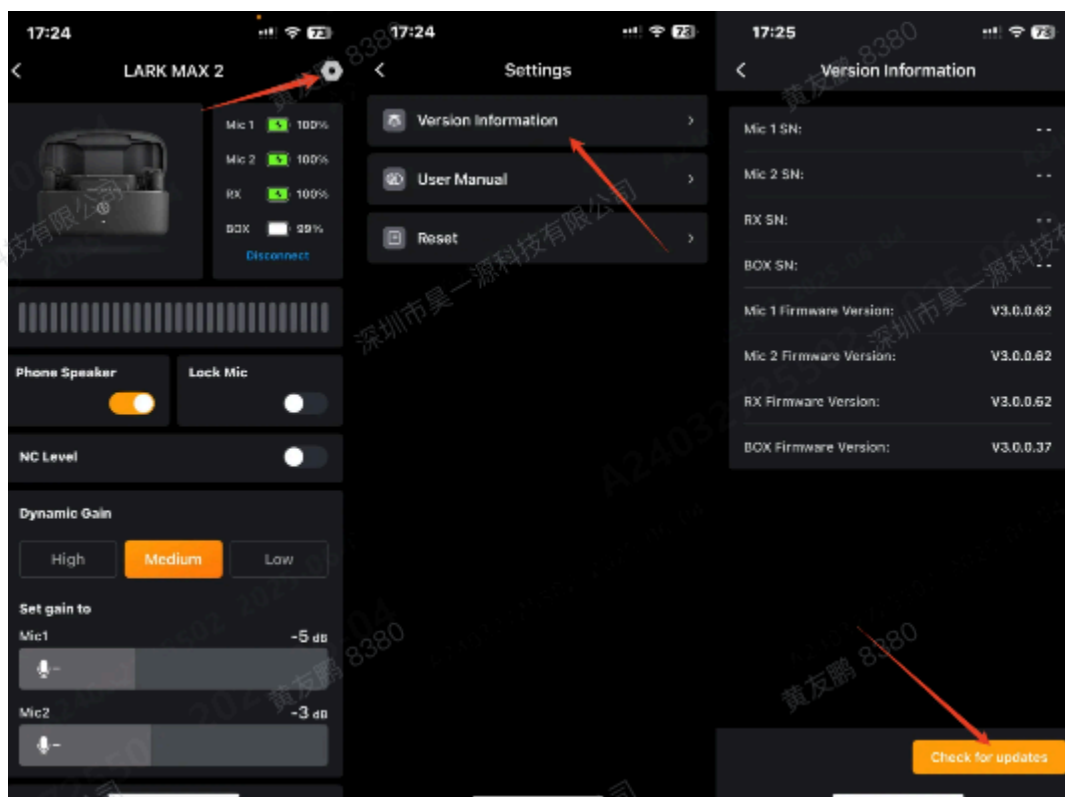 17:24
73
LARK MAX 2
Mic 1 100%
Mic 2 100%
RX 100%
BOX 99%
Disconnect
Phone Speaker
Lock Mic
NC Level
Dynamic Gain
High
Medium
Low
Set gain to
Mic1 -5 dB
Mic2 -3 dB
17:24
73
Settings
Version Information
User Manual
Reset
17:25
73
Version Information
Mic 1 SN: --
Mic 2 SN: --
RX SN: --
BOX SN: --
Mic 1 Firmware Version: V3.0.0.62
Mic 2 Firmware Version: V3.0.0.62
RX Firmware Version: V3.0.0.62
BOX Firmware Version: V3.0.0.37
Check for updates
深圳市昊一源科技有限公司
黄友鹏 8380